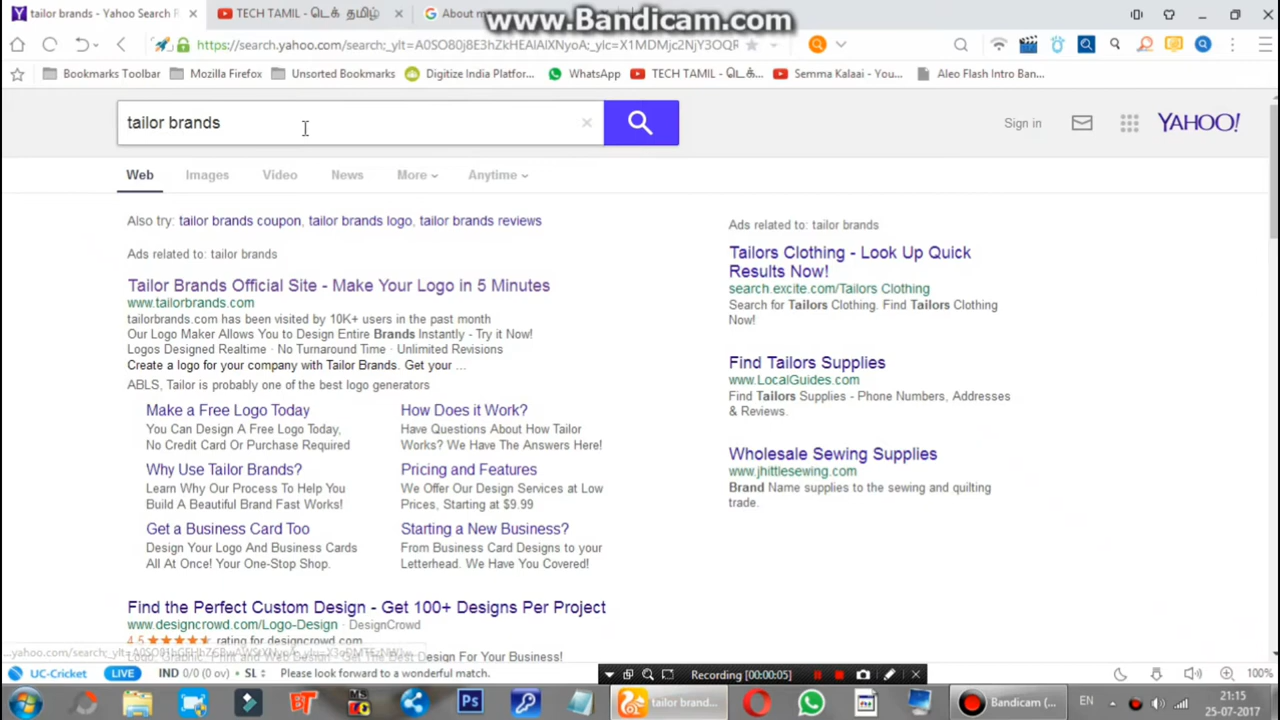 www.Bandicam.com
tailor brands - Yahoo Search R
TECH TAMIL - டெக் தமிழ்
About m
https://search.yahoo.com/search;_ylt=A0SO80j8E3hZkHEAIAlXNyoA;_ylc=X1MDMjc2NjY3OQR
Bookmarks Toolbar
Mozilla Firefox
Unsorted Bookmarks
Digitize India Platfor...
WhatsApp
TECH TAMIL - டெக்...
Semma Kalaai - You...
Aleo Flash Intro Ban...
tailor brands
Sign in
YAHOO!
Web
Images
Video
News
More
Anytime
Also try: tailor brands coupon, tailor brands logo, tailor brands reviews
Ads related to: tailor brands
Tailor Brands Official Site - Make Your Logo in 5 Minutes
www.tailorbrands.com
tailorbrands.com has been visited by 10K+ users in the past month
Our Logo Maker Allows You to Design Entire Brands Instantly - Try it Now!
Logos Designed Realtime · No Turnaround Time · Unlimited Revisions
Create a logo for your company with Tailor Brands. Get your ...
ABLS, Tailor is probably one of the best logo generators
Make a Free Logo Today
You Can Design A Free Logo Today,
No Credit Card Or Purchase Required
How Does it Work?
Have Questions About How Tailor
Works? We Have The Answers Here!
Why Use Tailor Brands?
Learn Why Our Process To Help You
Build A Beautiful Brand Fast Works!
Pricing and Features
We Offer Our Design Services at Low
Prices, Starting at $9.99
Get a Business Card Too
Design Your Logo And Business Cards
All At Once! Your One-Stop Shop.
Starting a New Business?
From Business Card Designs to your
Letterhead. We Have You Covered!
Find the Perfect Custom Design - Get 100+ Designs Per Project
www.designcrowd.com/Logo-Design · DesignCrowd
4.5 rating for designcrowd.com
Logo, Graphic, Print and Web Design - Get The Best Design For Your Business!
Ads related to: tailor brands
Tailors Clothing - Look Up Quick
Results Now!
search.excite.com/Tailors Clothing
Search for Tailors Clothing. Find Tailors Clothing
Now!
Find Tailors Supplies
www.LocalGuides.com
Find Tailors Supplies - Phone Numbers, Addresses
& Reviews.
Wholesale Sewing Supplies
www.jhittlesewing.com
Brand Name supplies to the sewing and quilting
trade.
UC-Cricket
LIVE
IND 0/0 (0 ov) SL
Please look forward to a wonderful match.
Recording [00:00:05]
100%
Ps
tailor brand...
Bandicam (...
EN
21:15
25-07-2017